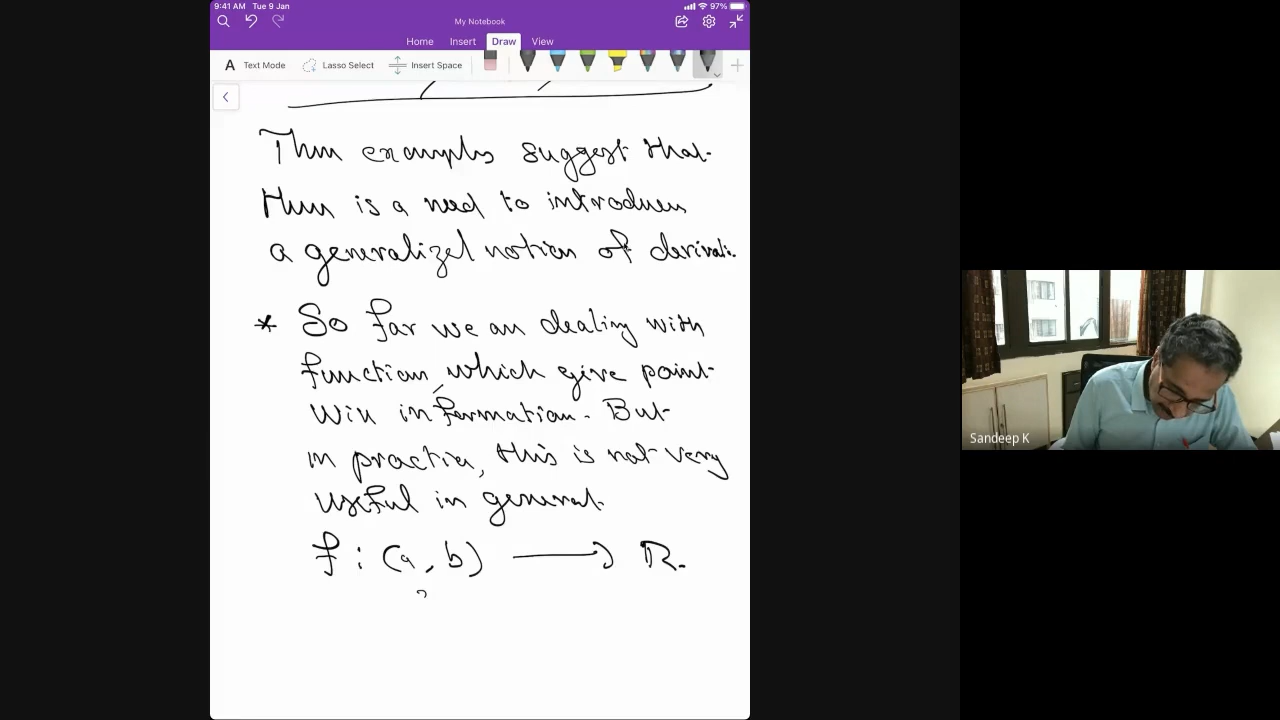 9:41 AM Tue 9 Jan
97%
My Notebook
Home Insert Draw View
A Text Mode Lasso Select Insert Space
These examples suggest that
there is a need to introduce
a generalized notion of derivati.
* So far we are dealing with
function, which give point-
wise information. But
in practice, this is not very
useful in general.
f : (a, b) ⟶ R.
Sandeep K